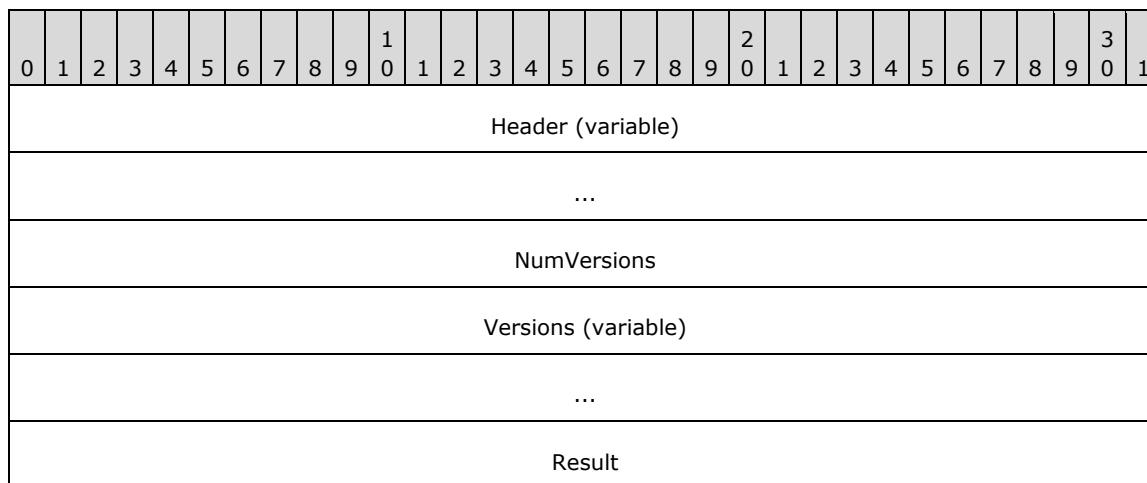 1 2 3
0 1 2 3 4 5 6 7 8 9 0 1 2 3 4 5 6 7 8 9 0 1 2 3 4 5 6 7 8 9 0 1
Header (variable)
...
NumVersions
Versions (variable)
...
Result